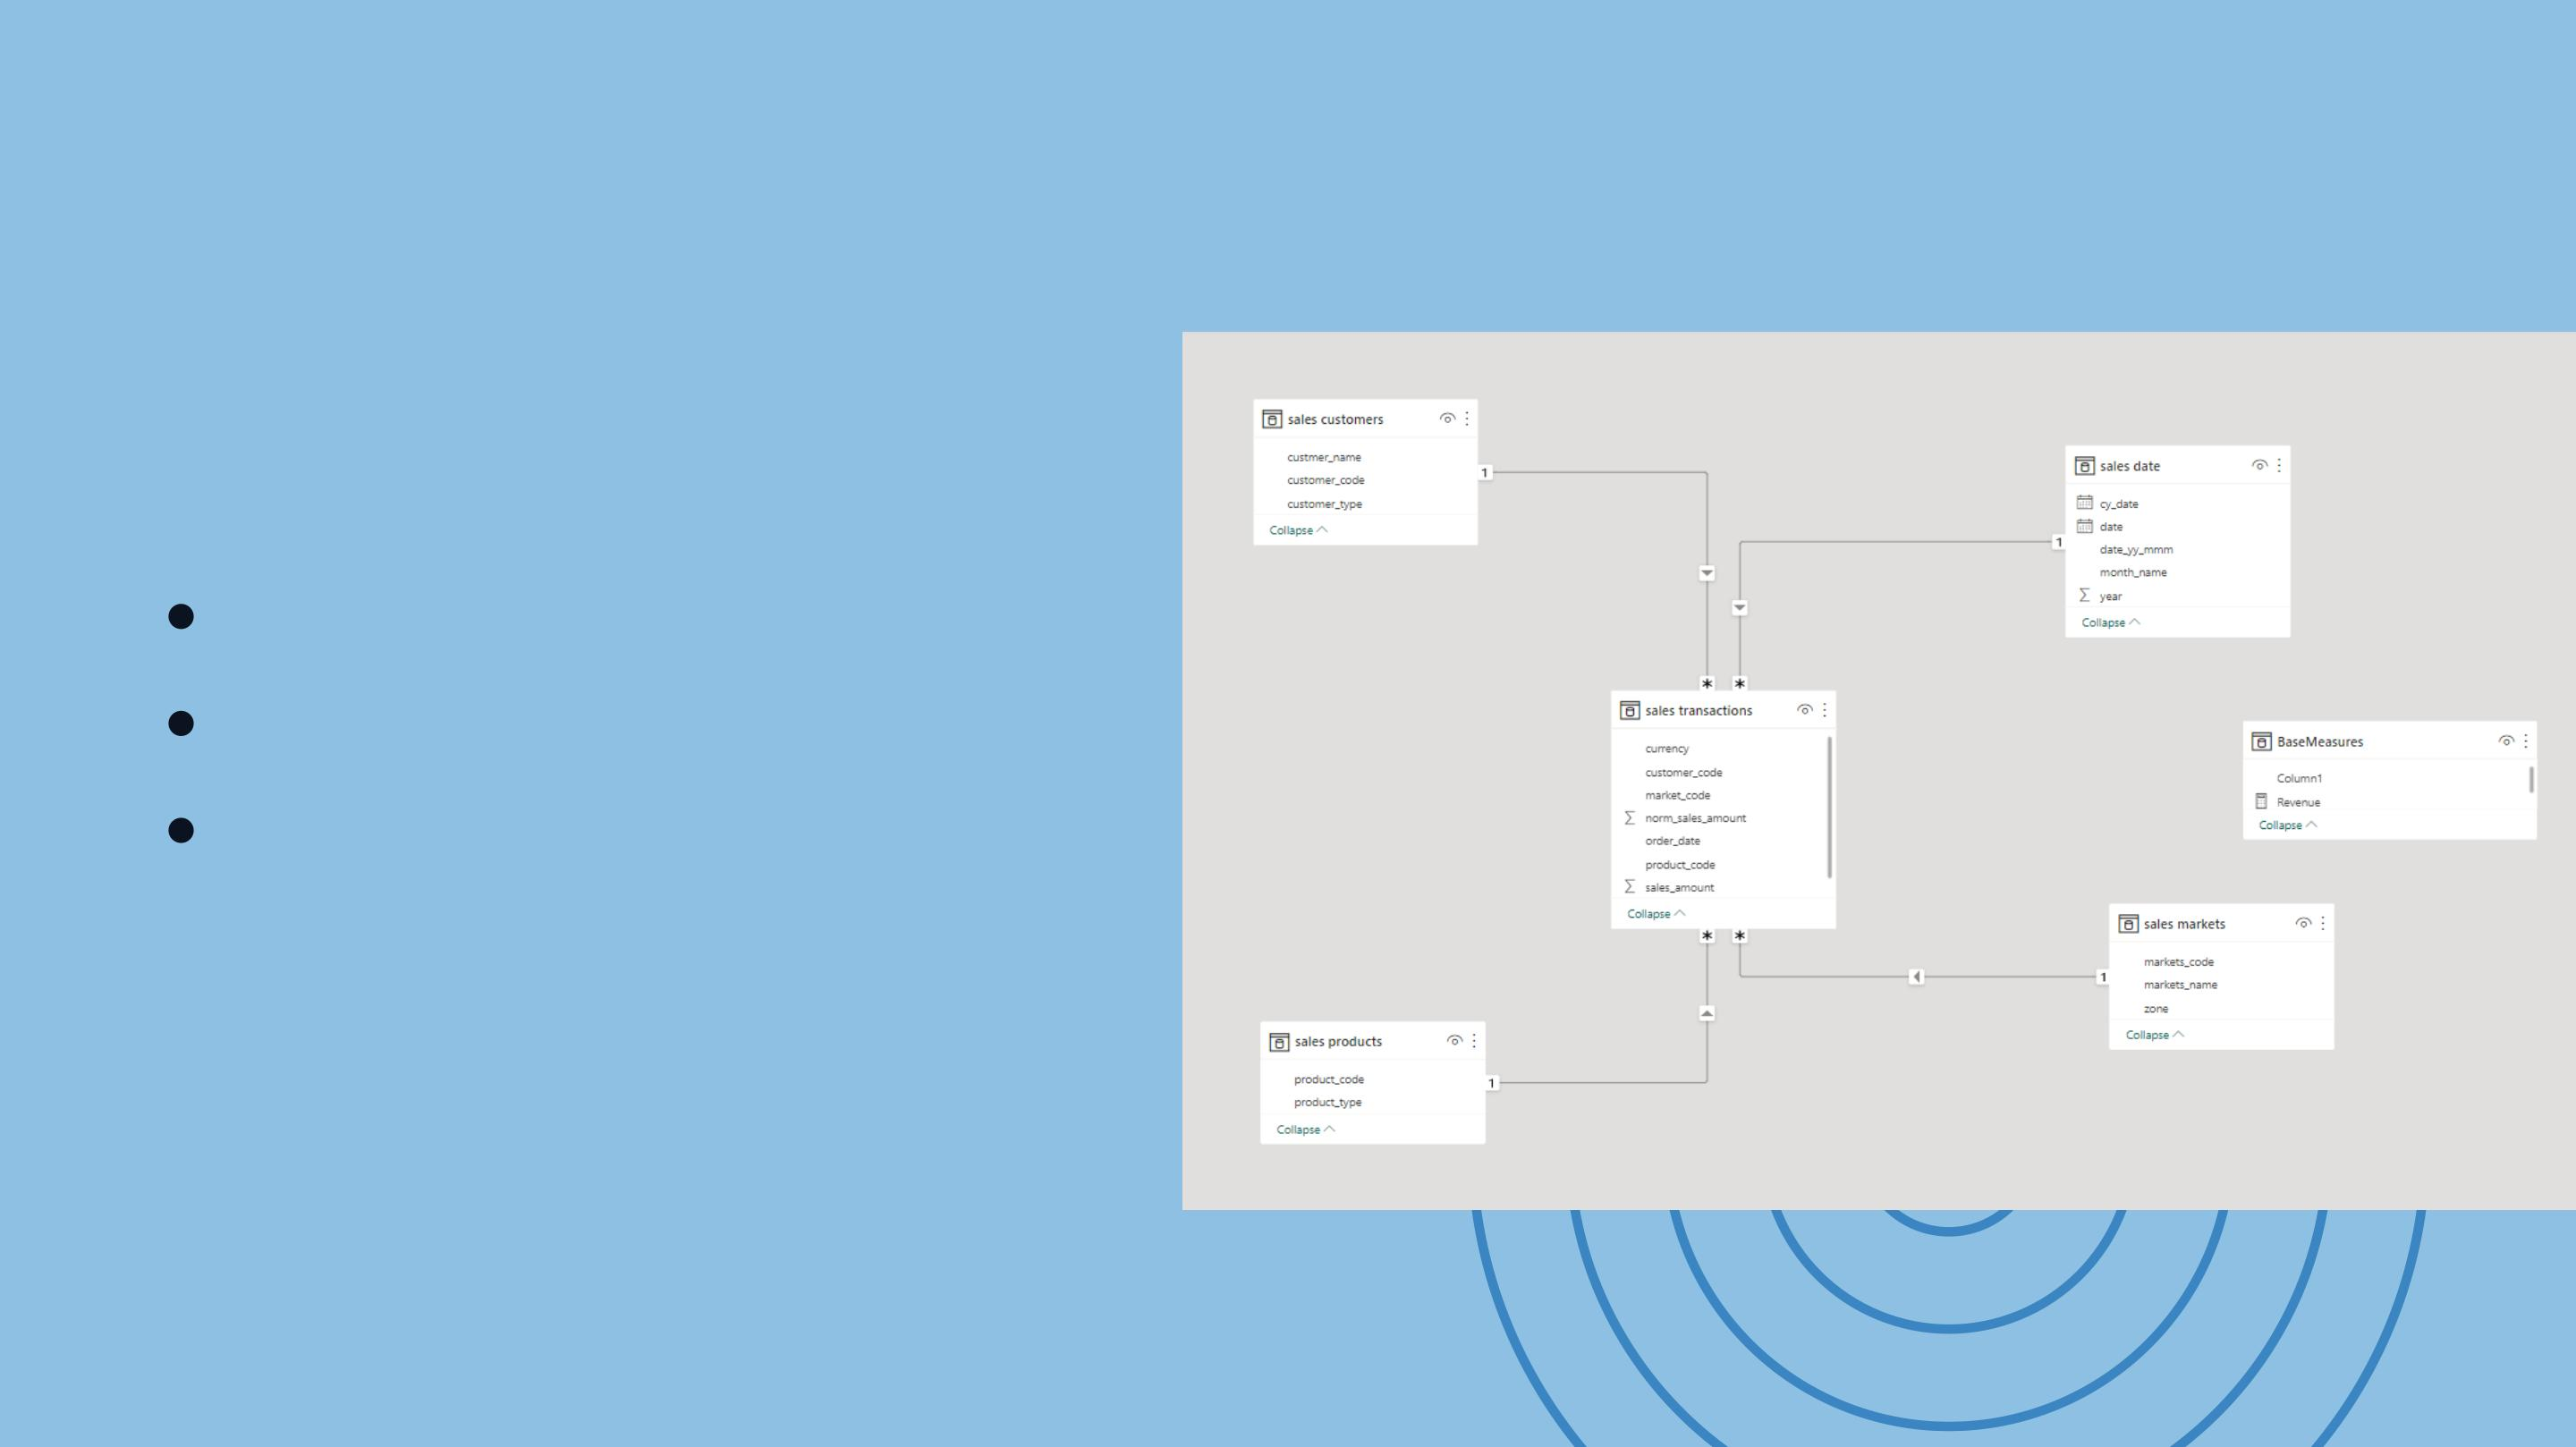 sales customers
custmer_name
customer_code
customer_type
Collapse
1
sales date
cy_date
date
date_yy_mmm
month_name
Σ year
Collapse
1
* *
sales transactions
currency
customer_code
market_code
Σ norm_sales_amount
order_date
product_code
Σ sales_amount
Collapse
* *
BaseMeasures
Column1
Revenue
Collapse
sales markets
markets_code
markets_name
zone
Collapse
1
sales products
product_code
product_type
Collapse
1